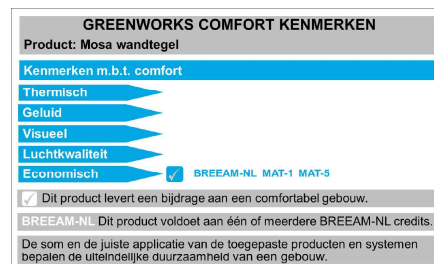 GREENWORKS COMFORT KENMERKEN
Product: Mosa wandtegel
Kenmerken m.b.t. comfort
Thermisch
Geluid
Visueel
Luchtkwaliteit
Economisch BREEAM-NL MAT-1 MAT-5
Dit product levert een bijdrage aan een comfortabel gebouw.
BREEAM-NL Dit product voldoet aan één of meerdere BREEAM-NL credits.
De som en de juiste applicatie van de toegepaste producten en systemen
bepalen de uiteindelijke duurzaamheid van een gebouw.